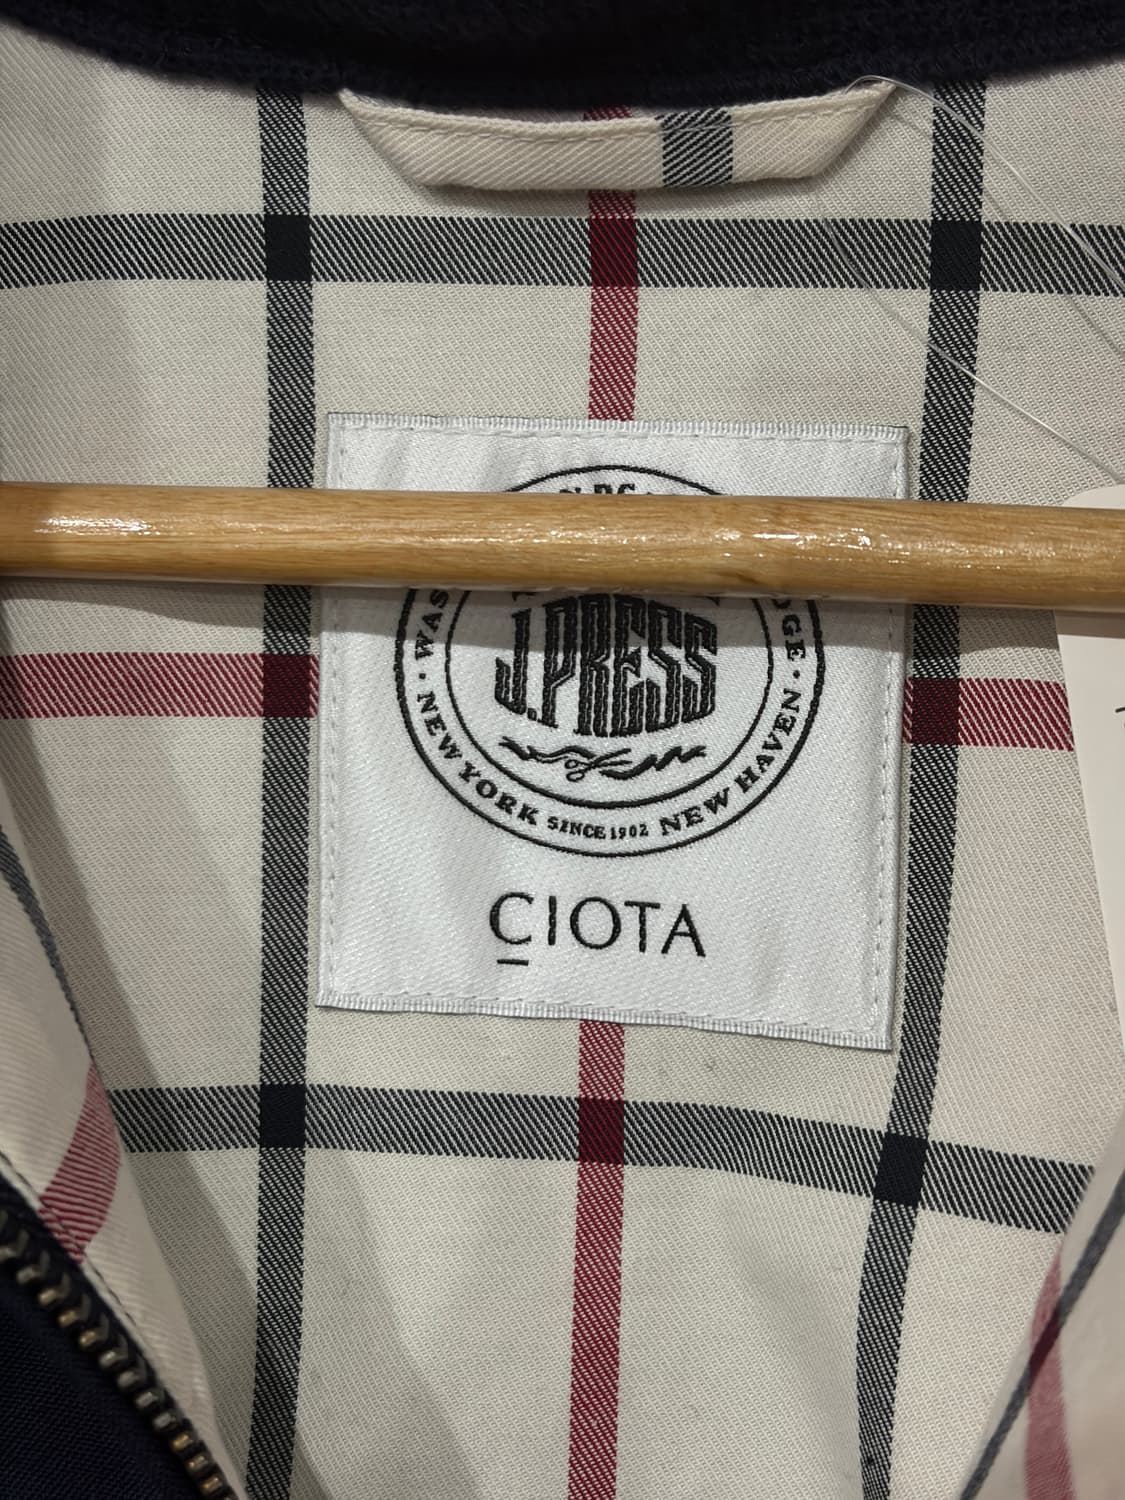 J.PRESS
NEW YORK SINCE 1902 NEW HAVEN
CIOTA